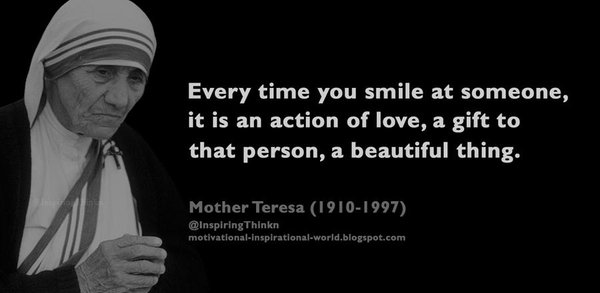 Every time you smile at someone,
it is an action of love, a gift to
that person, a beautiful thing.
Mother Teresa (1910-1997)
@InspiringThinkn
motivational-inspirational-world.blogspot.com
@InspiringThinkn